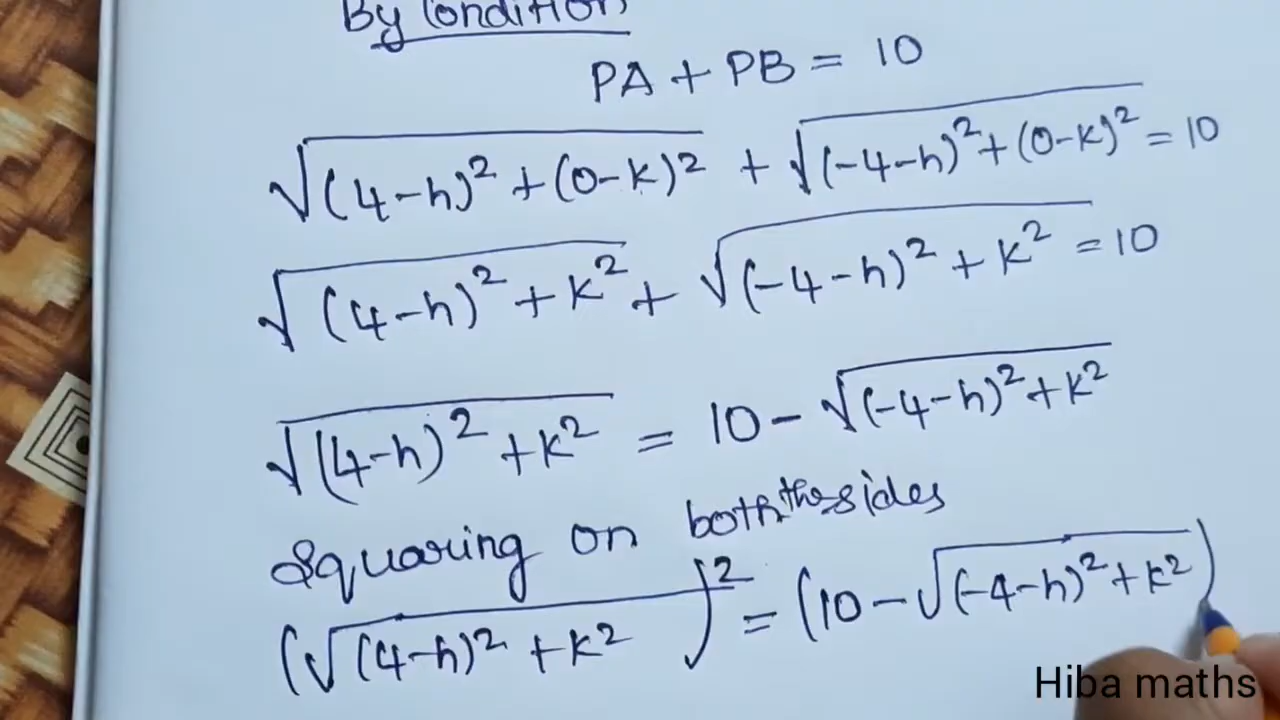 By Condition
PA + PB = 10
√(4-h)² + (0-k)² + √(-4-h)² + (0-k)² = 10
√(4-h)² + k² + √(-4-h)² + k² = 10
√(4-h)² + k² = 10 - √(-4-h)² + k²
Squaring on both the sides
(√(4-h)² + k² )² = (10 - √(-4-h)² + k²)
Hiba maths